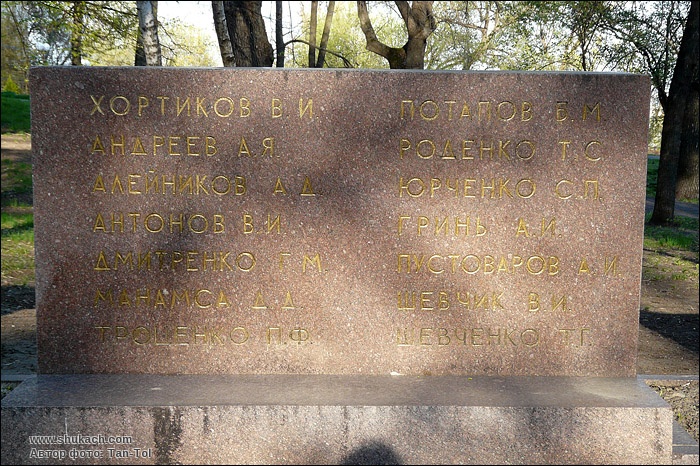 ХОРТИКОВ В.И.
АНДРЕЕВ А.Я.
АЛЕЙНИКОВ А.Д.
АНТОНОВ В.И.
ДМИТРЕНКО Г.М.
МАНАМСА Д.Д.
ТРОШЕНКО П.Ф.
ПОТАПОВ Б.М.
РОДЕНКО Т.С.
ЮРЧЕНКО С.П.
ГРИНЬ А.И.
ПУСТОВАРОВ А.И.
ШЕВЧИК В.И.
ШЕВЧЕНКО Т.Г.
www.shukach.com
Автор фото: Tan-Tol